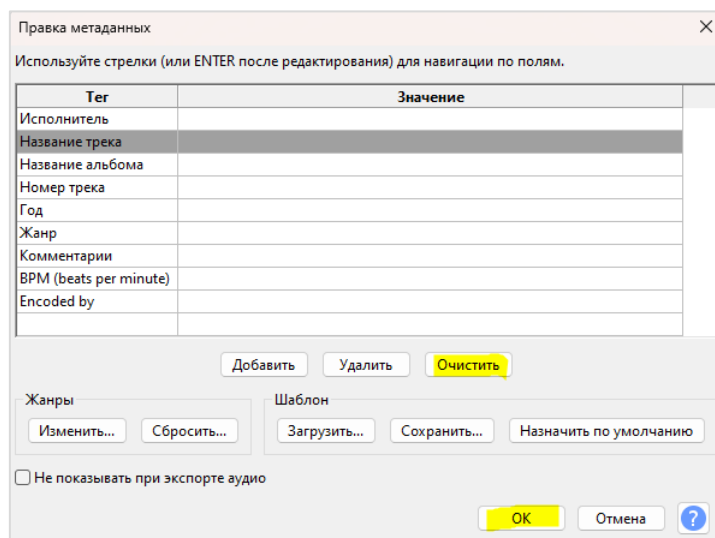 Правка метаданных
Используйте стрелки (или ENTER после редактирования) для навигации по полям.
Тег Значение
Исполнитель
Название трека
Название альбома
Номер трека
Год
Жанр
Комментарии
BPM (beats per minute)
Encoded by
Добавить Удалить Очистить
Жанры Шаблон
Изменить... Сбросить... Загрузить... Сохранить... Назначить по умолчанию
Не показывать при экспорте аудио
OK Отмена ?